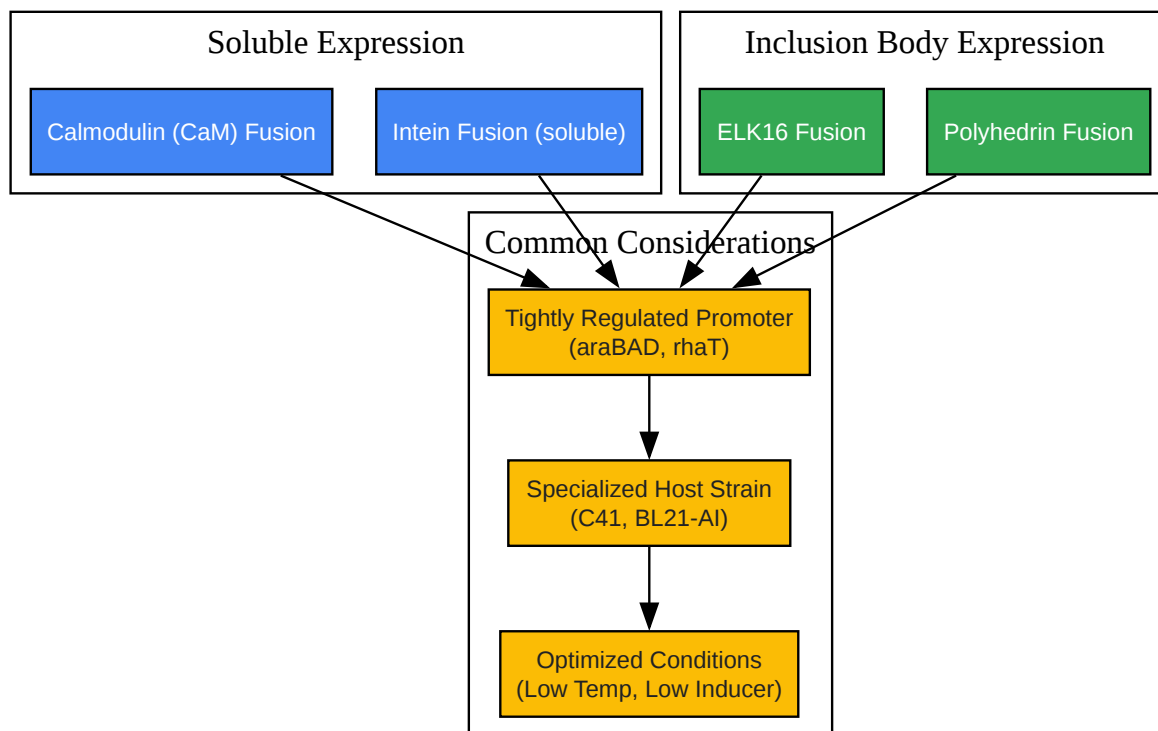 Soluble Expression
Inclusion Body Expression
Calmodulin (CaM) Fusion
Intein Fusion (soluble)
ELK16 Fusion
Polyhedrin Fusion
Common Considerations
Tightly Regulated Promoter
(araBAD, rhaT)
Specialized Host Strain
(C41, BL21-AI)
Optimized Conditions
(Low Temp, Low Inducer)